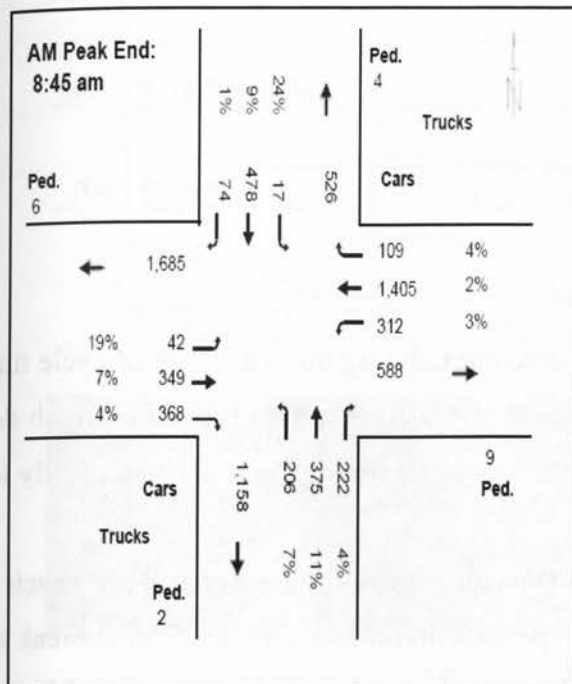 AM Peak End:
8:45 am
1%
9%
24%
74
478
17
526
Ped.
4
Trucks
Cars
Ped.
6
1,685
109 4%
1,405 2%
312 3%
19% 42
7% 349
4% 368
588
Cars
Trucks
Ped.
2
1,158
206
375
222
7%
11%
4%
9
Ped.